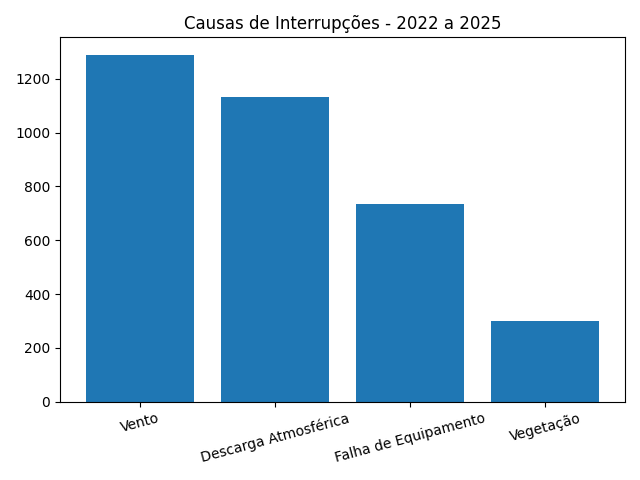 Causas de Interrupções - 2022 a 2025
1200
1000
800
600
400
200
0
Vento
Descarga Atmosférica
Falha de Equipamento
Vegetação